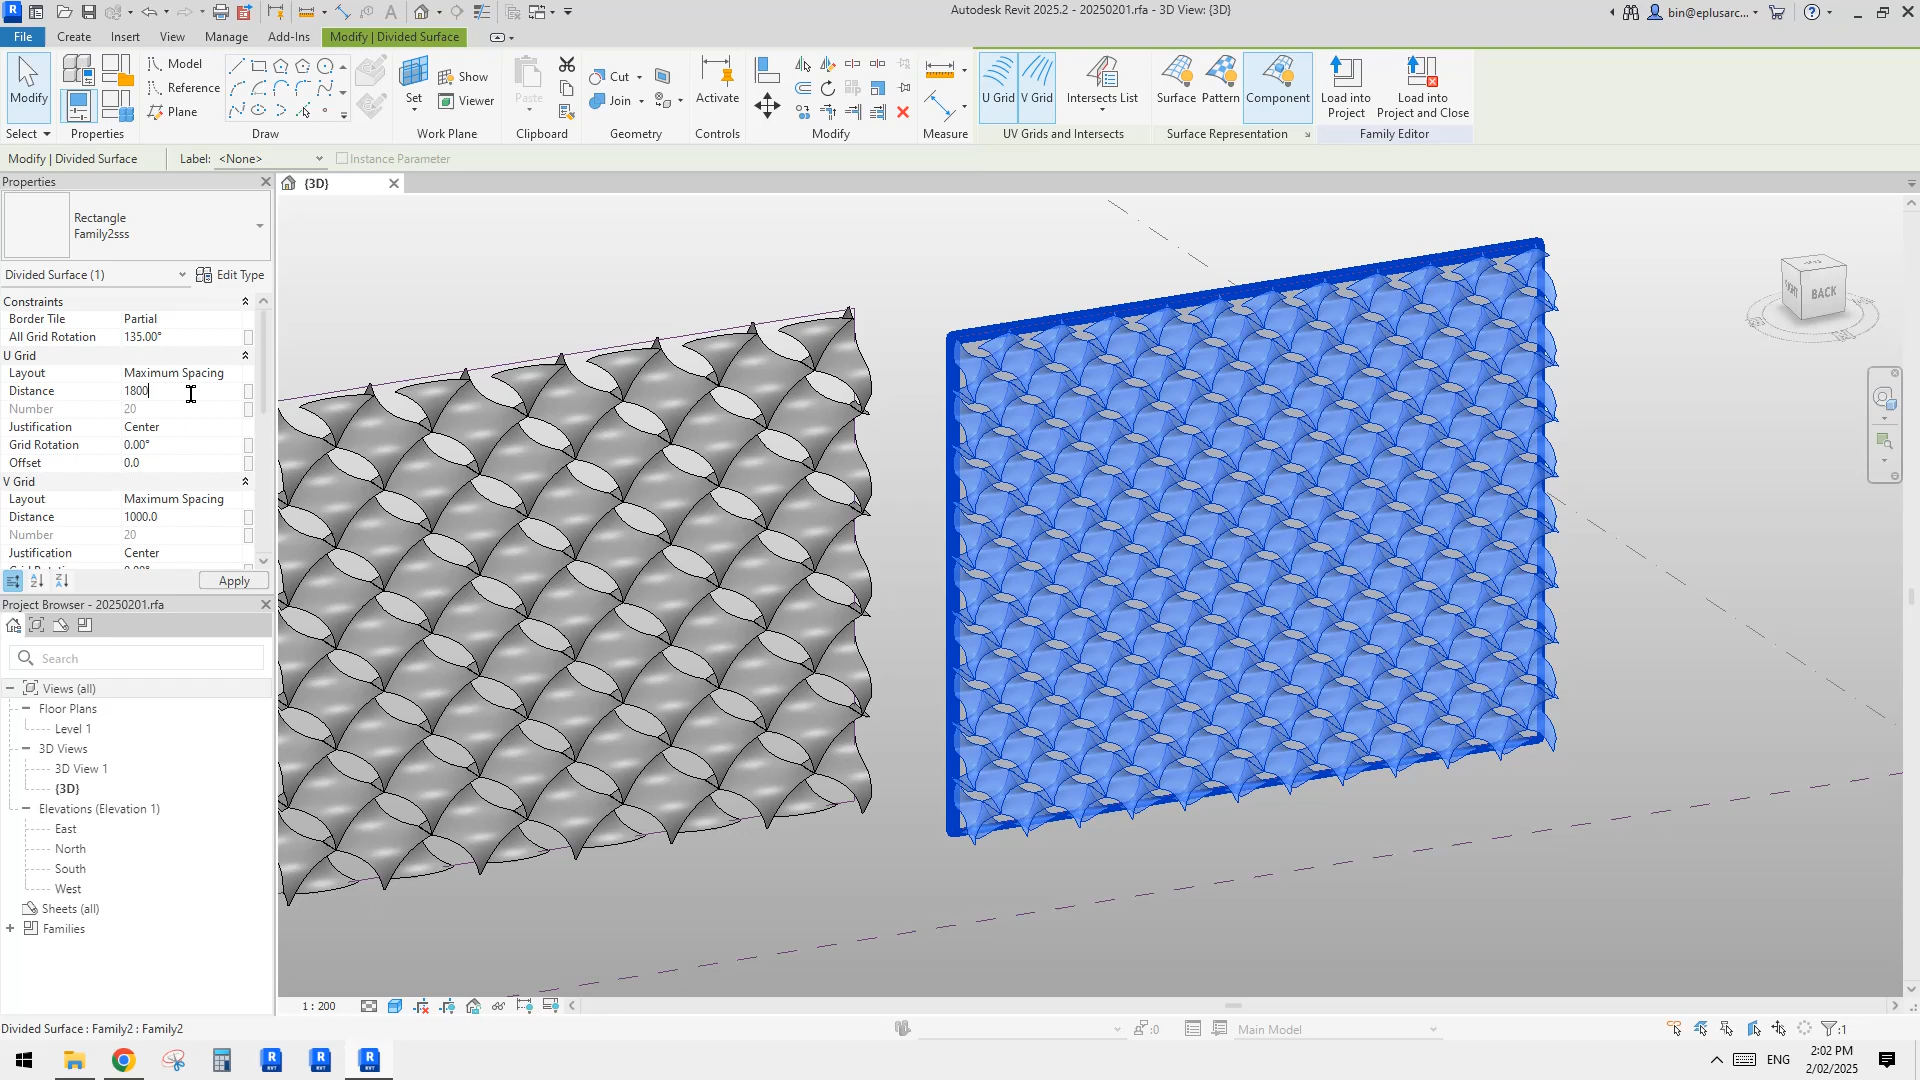 Autodesk Revit 2025.2 - 20250201.rfa - 3D View: {3D}
bin@eplusarc...
File
Create
Insert
View
Manage
Add-Ins
Modify | Divided Surface
Modify
Select
Properties
Model
Reference
Plane
Draw
Set
Show
Viewer
Work Plane
Paste
Clipboard
Cut
Join
Geometry
Activate
Controls
Modify
Measure
U Grid
V Grid
Intersects List
UV Grids and Intersects
Surface
Pattern
Component
Surface Representation
Load into
Project
Load into
Project and Close
Family Editor
Modify | Divided Surface
Label:
<None>
Instance Parameter
Properties
{3D}
Rectangle
Family2sss
Divided Surface (1)
Edit Type
Constraints
Border Tile Partial
All Grid Rotation 135.00°
U Grid
Layout Maximum Spacing
Distance 1800
Number 20
Justification Center
Grid Rotation 0.00°
Offset 0.0
V Grid
Layout Maximum Spacing
Distance 1000.0
Number 20
Justification Center
Apply
Project Browser - 20250201.rfa
Search
Views (all)
Floor Plans
Level 1
3D Views
3D View 1
{3D}
Elevations (Elevation 1)
East
North
South
West
Sheets (all)
Families
BACK
1 : 200
Divided Surface : Family2 : Family2
:0
Main Model
:1
ENG
2:02 PM
2/02/2025